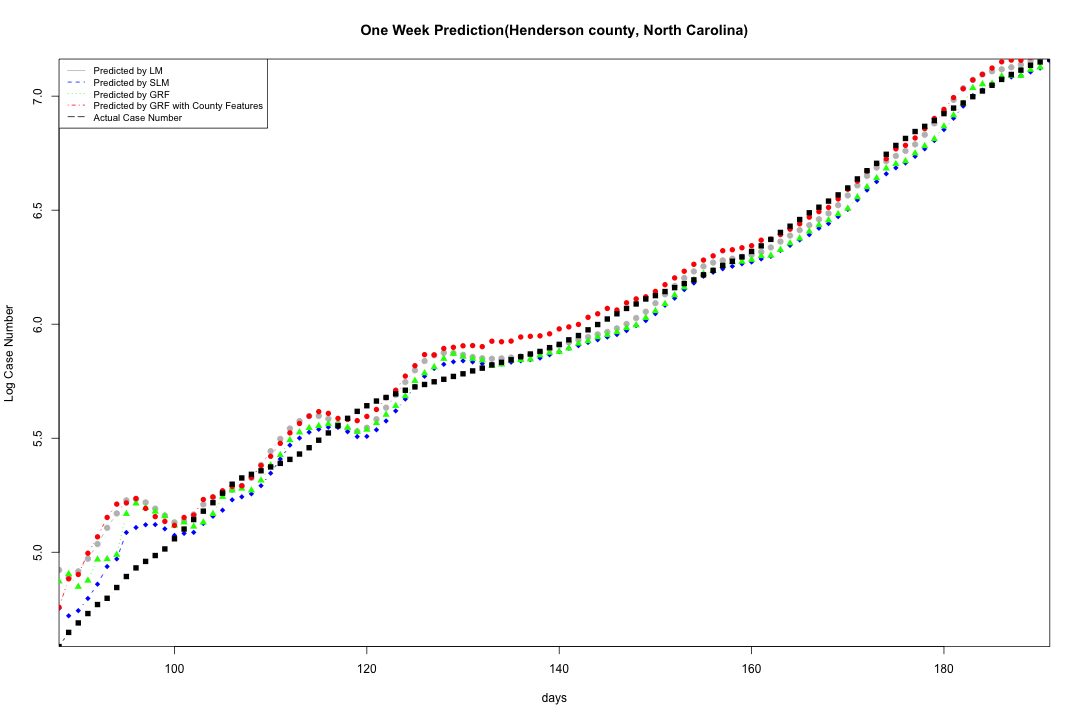 One Week Prediction(Henderson county, North Carolina)
Predicted by LM
Predicted by SLM
Predicted by GRF
Predicted by GRF with County Features
Actual Case Number
Log Case Number
7.0
6.5
6.0
5.5
5.0
100 120 140 160 180
days